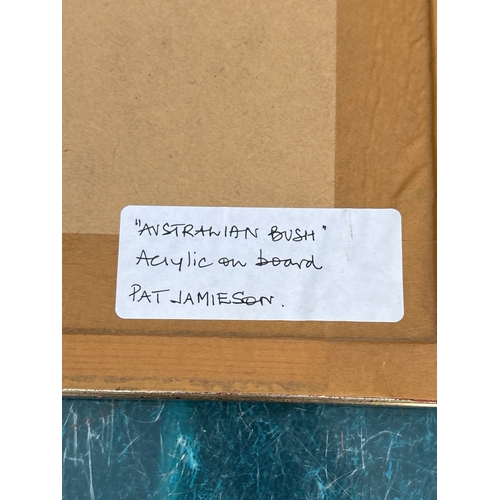 "AUSTRALIAN BUSH"
Acrylic on board
PAT JAMIESON.